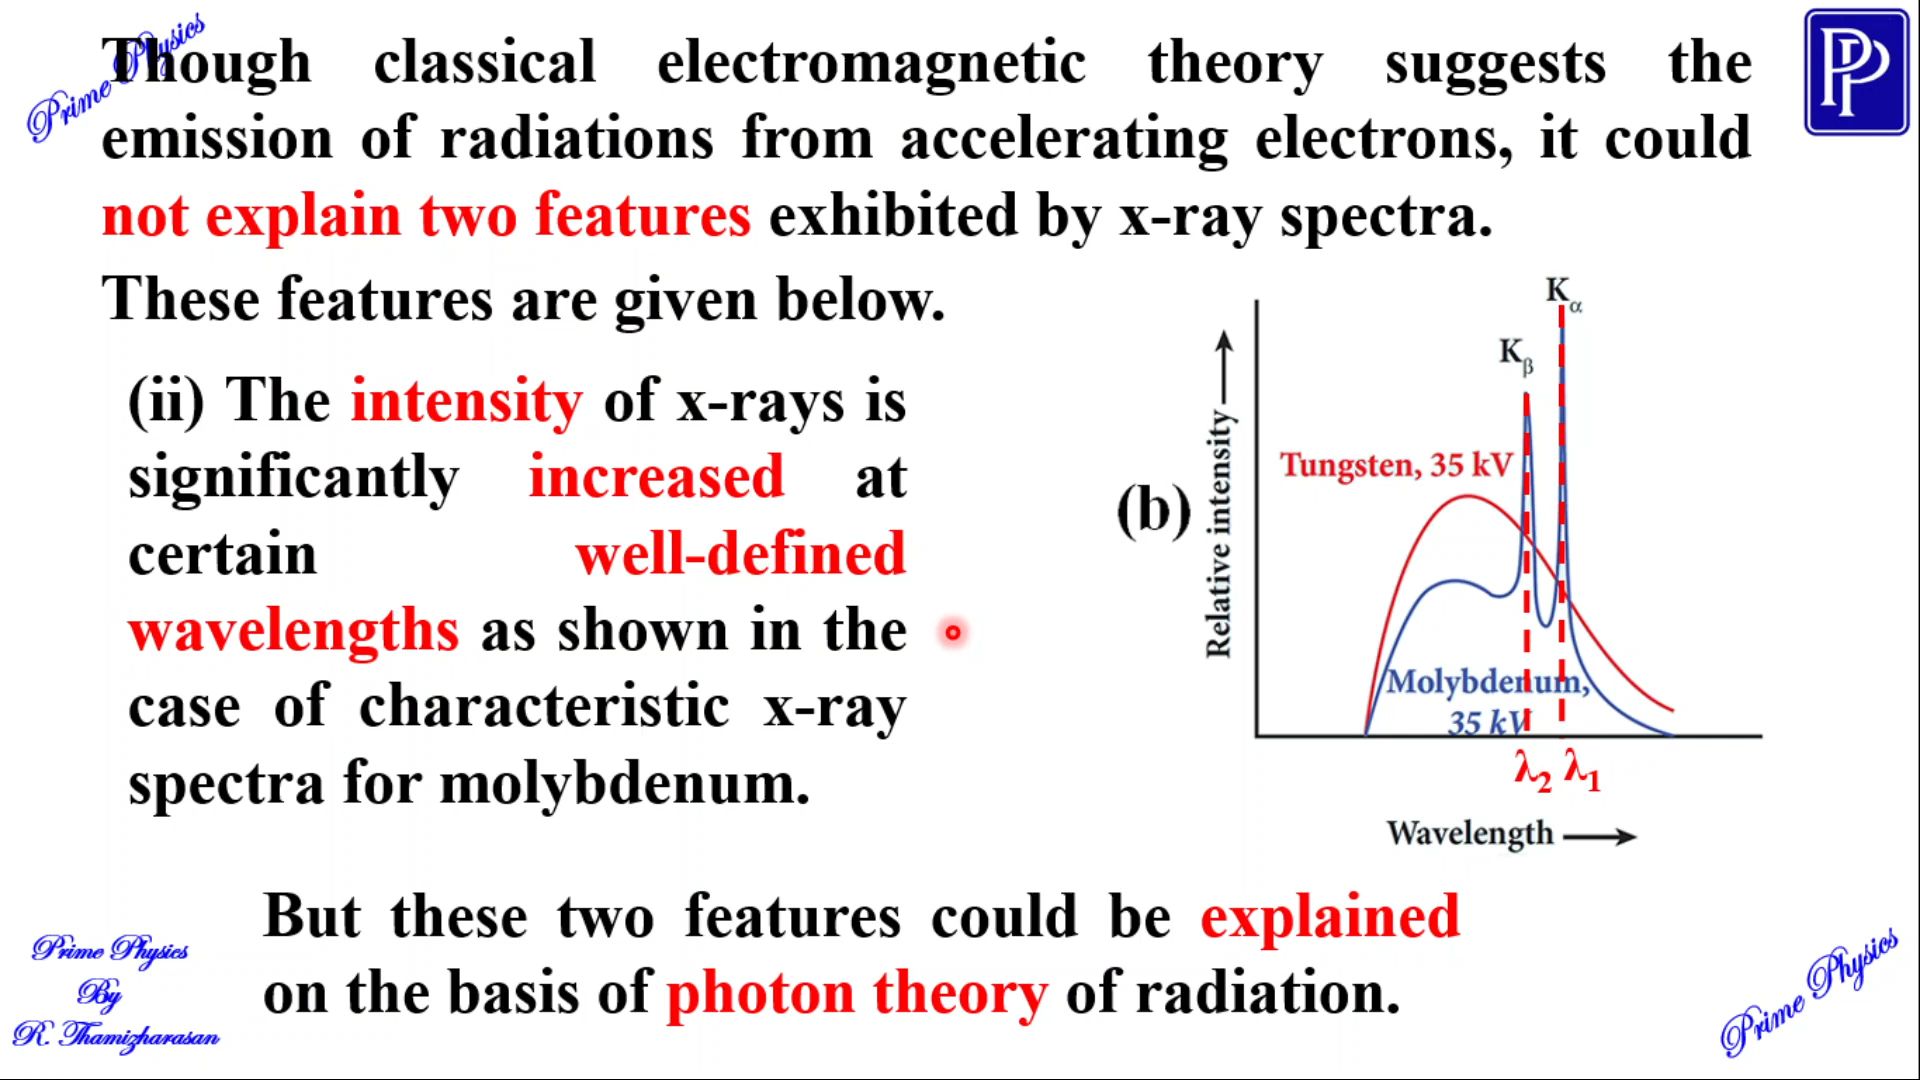 Prime Physics
PP
Though classical electromagnetic theory suggests the
emission of radiations from accelerating electrons, it could
not explain two features exhibited by x-ray spectra.
These features are given below.
(ii) The intensity of x-rays is
significantly increased at
certain well-defined
wavelengths as shown in the
case of characteristic x-ray
spectra for molybdenum.
(b)
Relative intensity
Kα
Kβ
Tungsten, 35 kV
Molybdenum,
35 kV
λ2 λ1
Wavelength
But these two features could be explained
on the basis of photon theory of radiation.
Prime Physics
By
R. Thamizharasan
Prime Physics